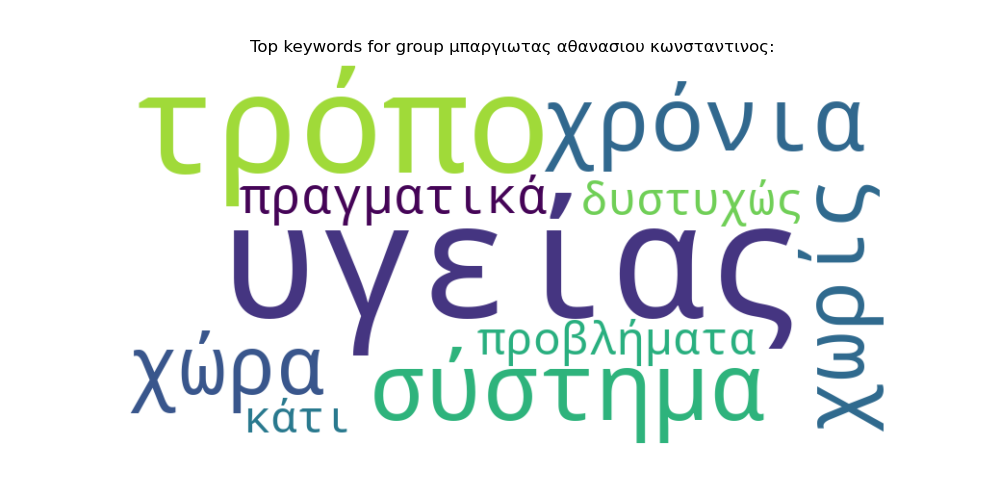 Top keywords for group μπαργιωτας αθανασιου κωνσταντινος:
τρόπο
χρόνια
πραγματικά
δυστυχώς
υγείας
χωρίς
προβλήματα
χώρα
σύστημα
κάτι